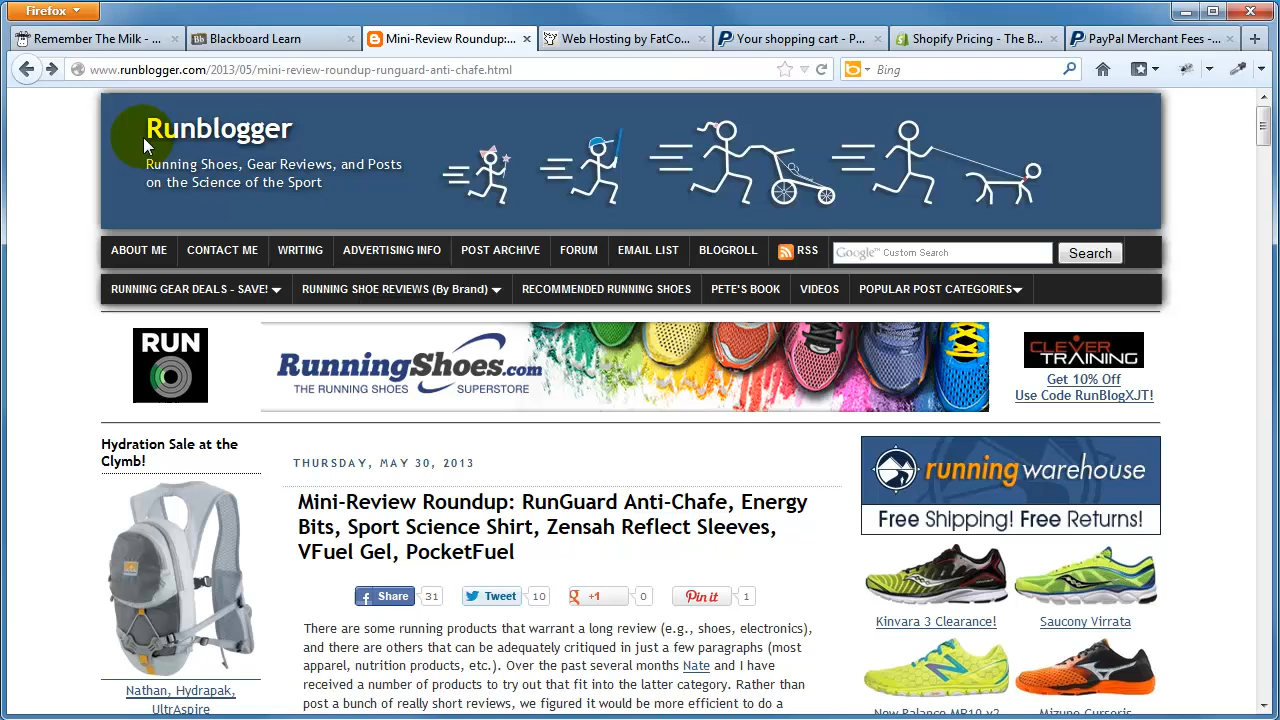 Firefox
Remember The Milk - ...
Blackboard Learn
Mini-Review Roundup:...
Web Hosting by FatCo...
Your shopping cart - P...
Shopify Pricing - The B...
PayPal Merchant Fees -...
www.runblogger.com/2013/05/mini-review-roundup-runguard-anti-chafe.html
Bing
Runblogger
Running Shoes, Gear Reviews, and Posts
on the Science of the Sport
ABOUT ME
CONTACT ME
WRITING
ADVERTISING INFO
POST ARCHIVE
FORUM
EMAIL LIST
BLOGROLL
RSS
Google™ Custom Search
Search
RUNNING GEAR DEALS - SAVE!
RUNNING SHOE REVIEWS (By Brand)
RECOMMENDED RUNNING SHOES
PETE'S BOOK
VIDEOS
POPULAR POST CATEGORIES
RUN
RunningShoes.com
THE RUNNING SHOES SUPERSTORE
CLEVER
TRAINING
Get 10% Off
Use Code RunBlogXJT!
Hydration Sale at the
Clymb!
Nathan, Hydrapak,
UltrAspire
THURSDAY, MAY 30, 2013
Mini-Review Roundup: RunGuard Anti-Chafe, Energy
Bits, Sport Science Shirt, Zensah Reflect Sleeves,
VFuel Gel, PocketFuel
Share 31
Tweet 10
+1 0
Pin it 1
There are some running products that warrant a long review (e.g., shoes, electronics),
and there are others that can be adequately critiqued in just a few paragraphs (most
apparel, nutrition products, etc.). Over the past several months Nate and I have
received a number of products to try out that fit into the latter category. Rather than
post a bunch of really short reviews, we figured it would be more efficient to do a
runningwarehouse
Free Shipping! Free Returns!
Kinvara 3 Clearance!
Saucony Virrata
New Balance MR10 v2
Mizuno Cursoris